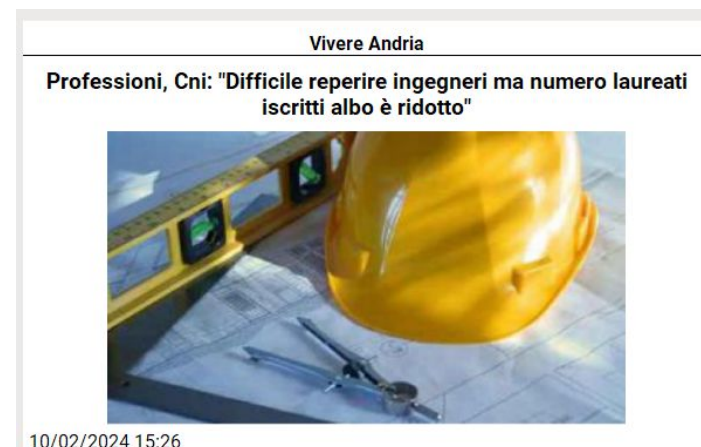 Vivere Andria
Professioni, Cni: "Difficile reperire ingegneri ma numero laureati
iscritti albo è ridotto"
10/02/2024 15:26